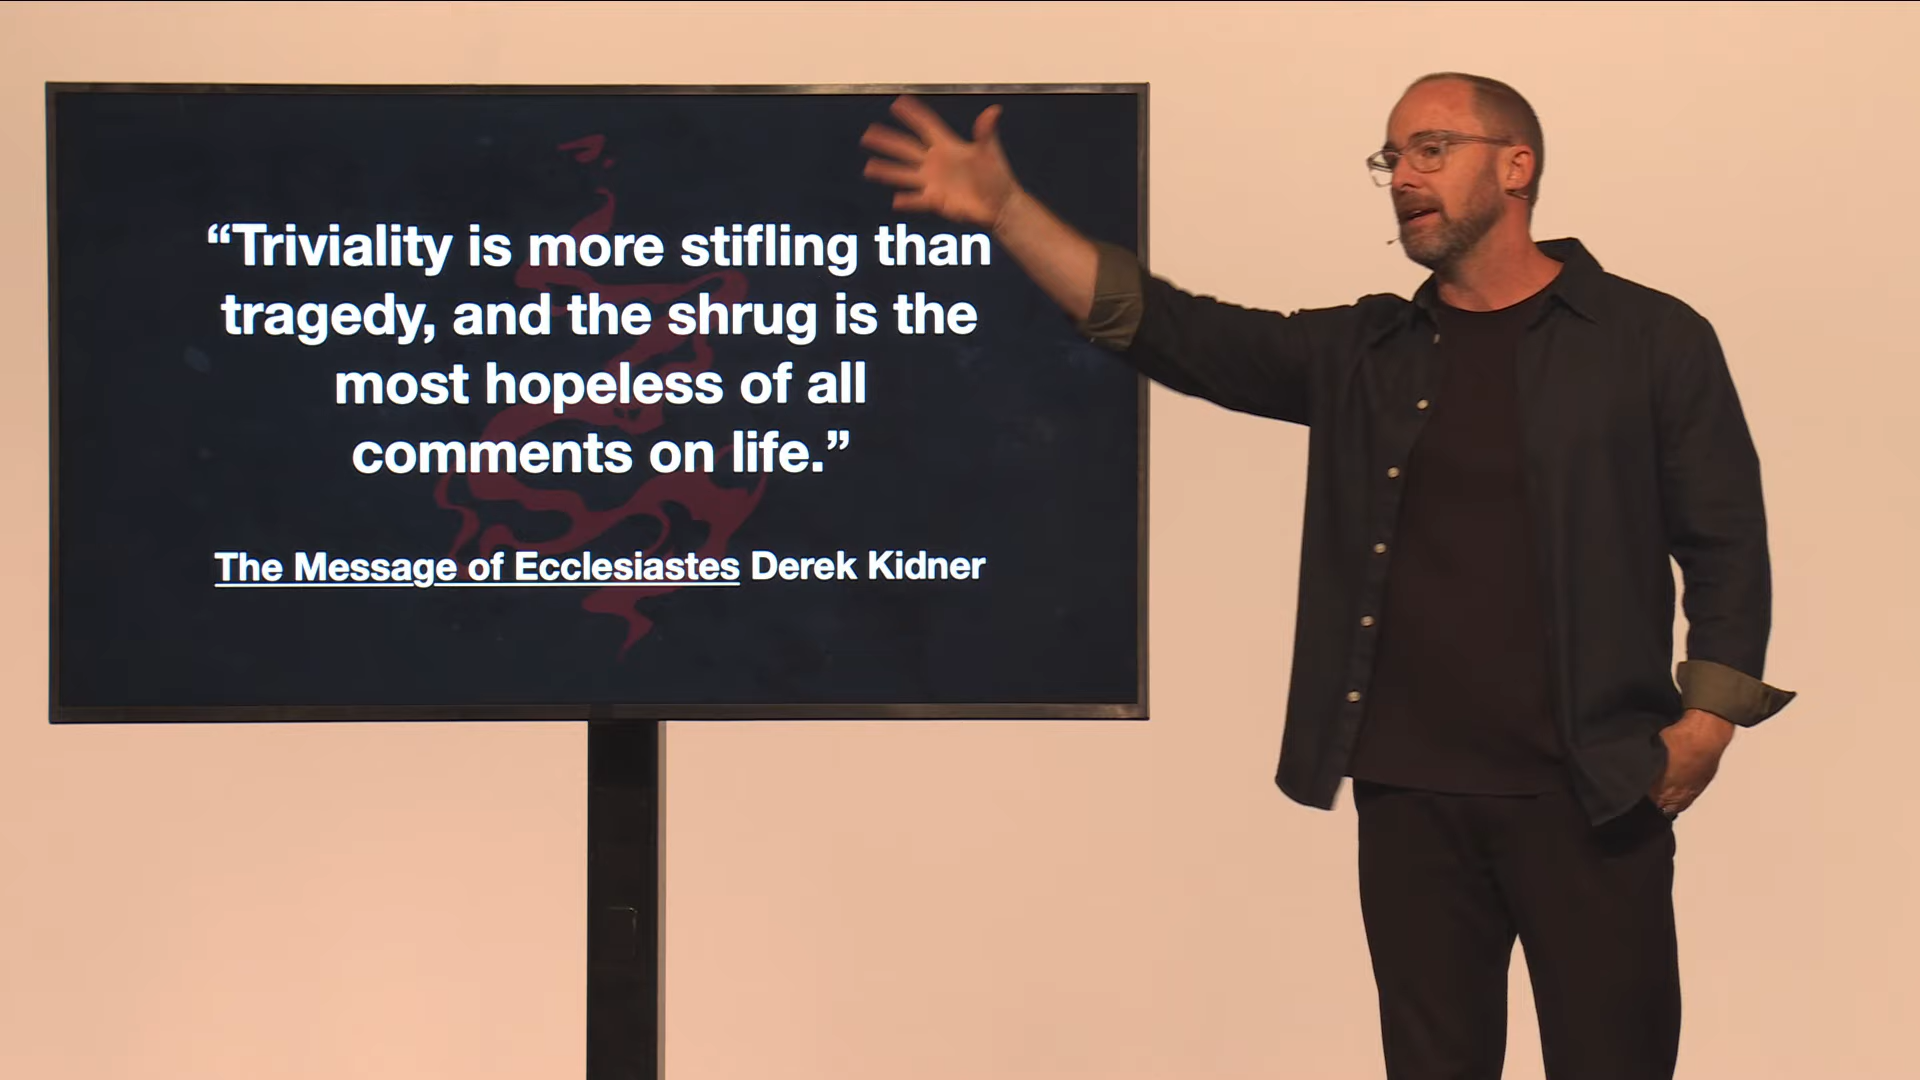 “Triviality is more stifling than
tragedy, and the shrug is the
most hopeless of all
comments on life.”
The Message of Ecclesiastes Derek Kidner